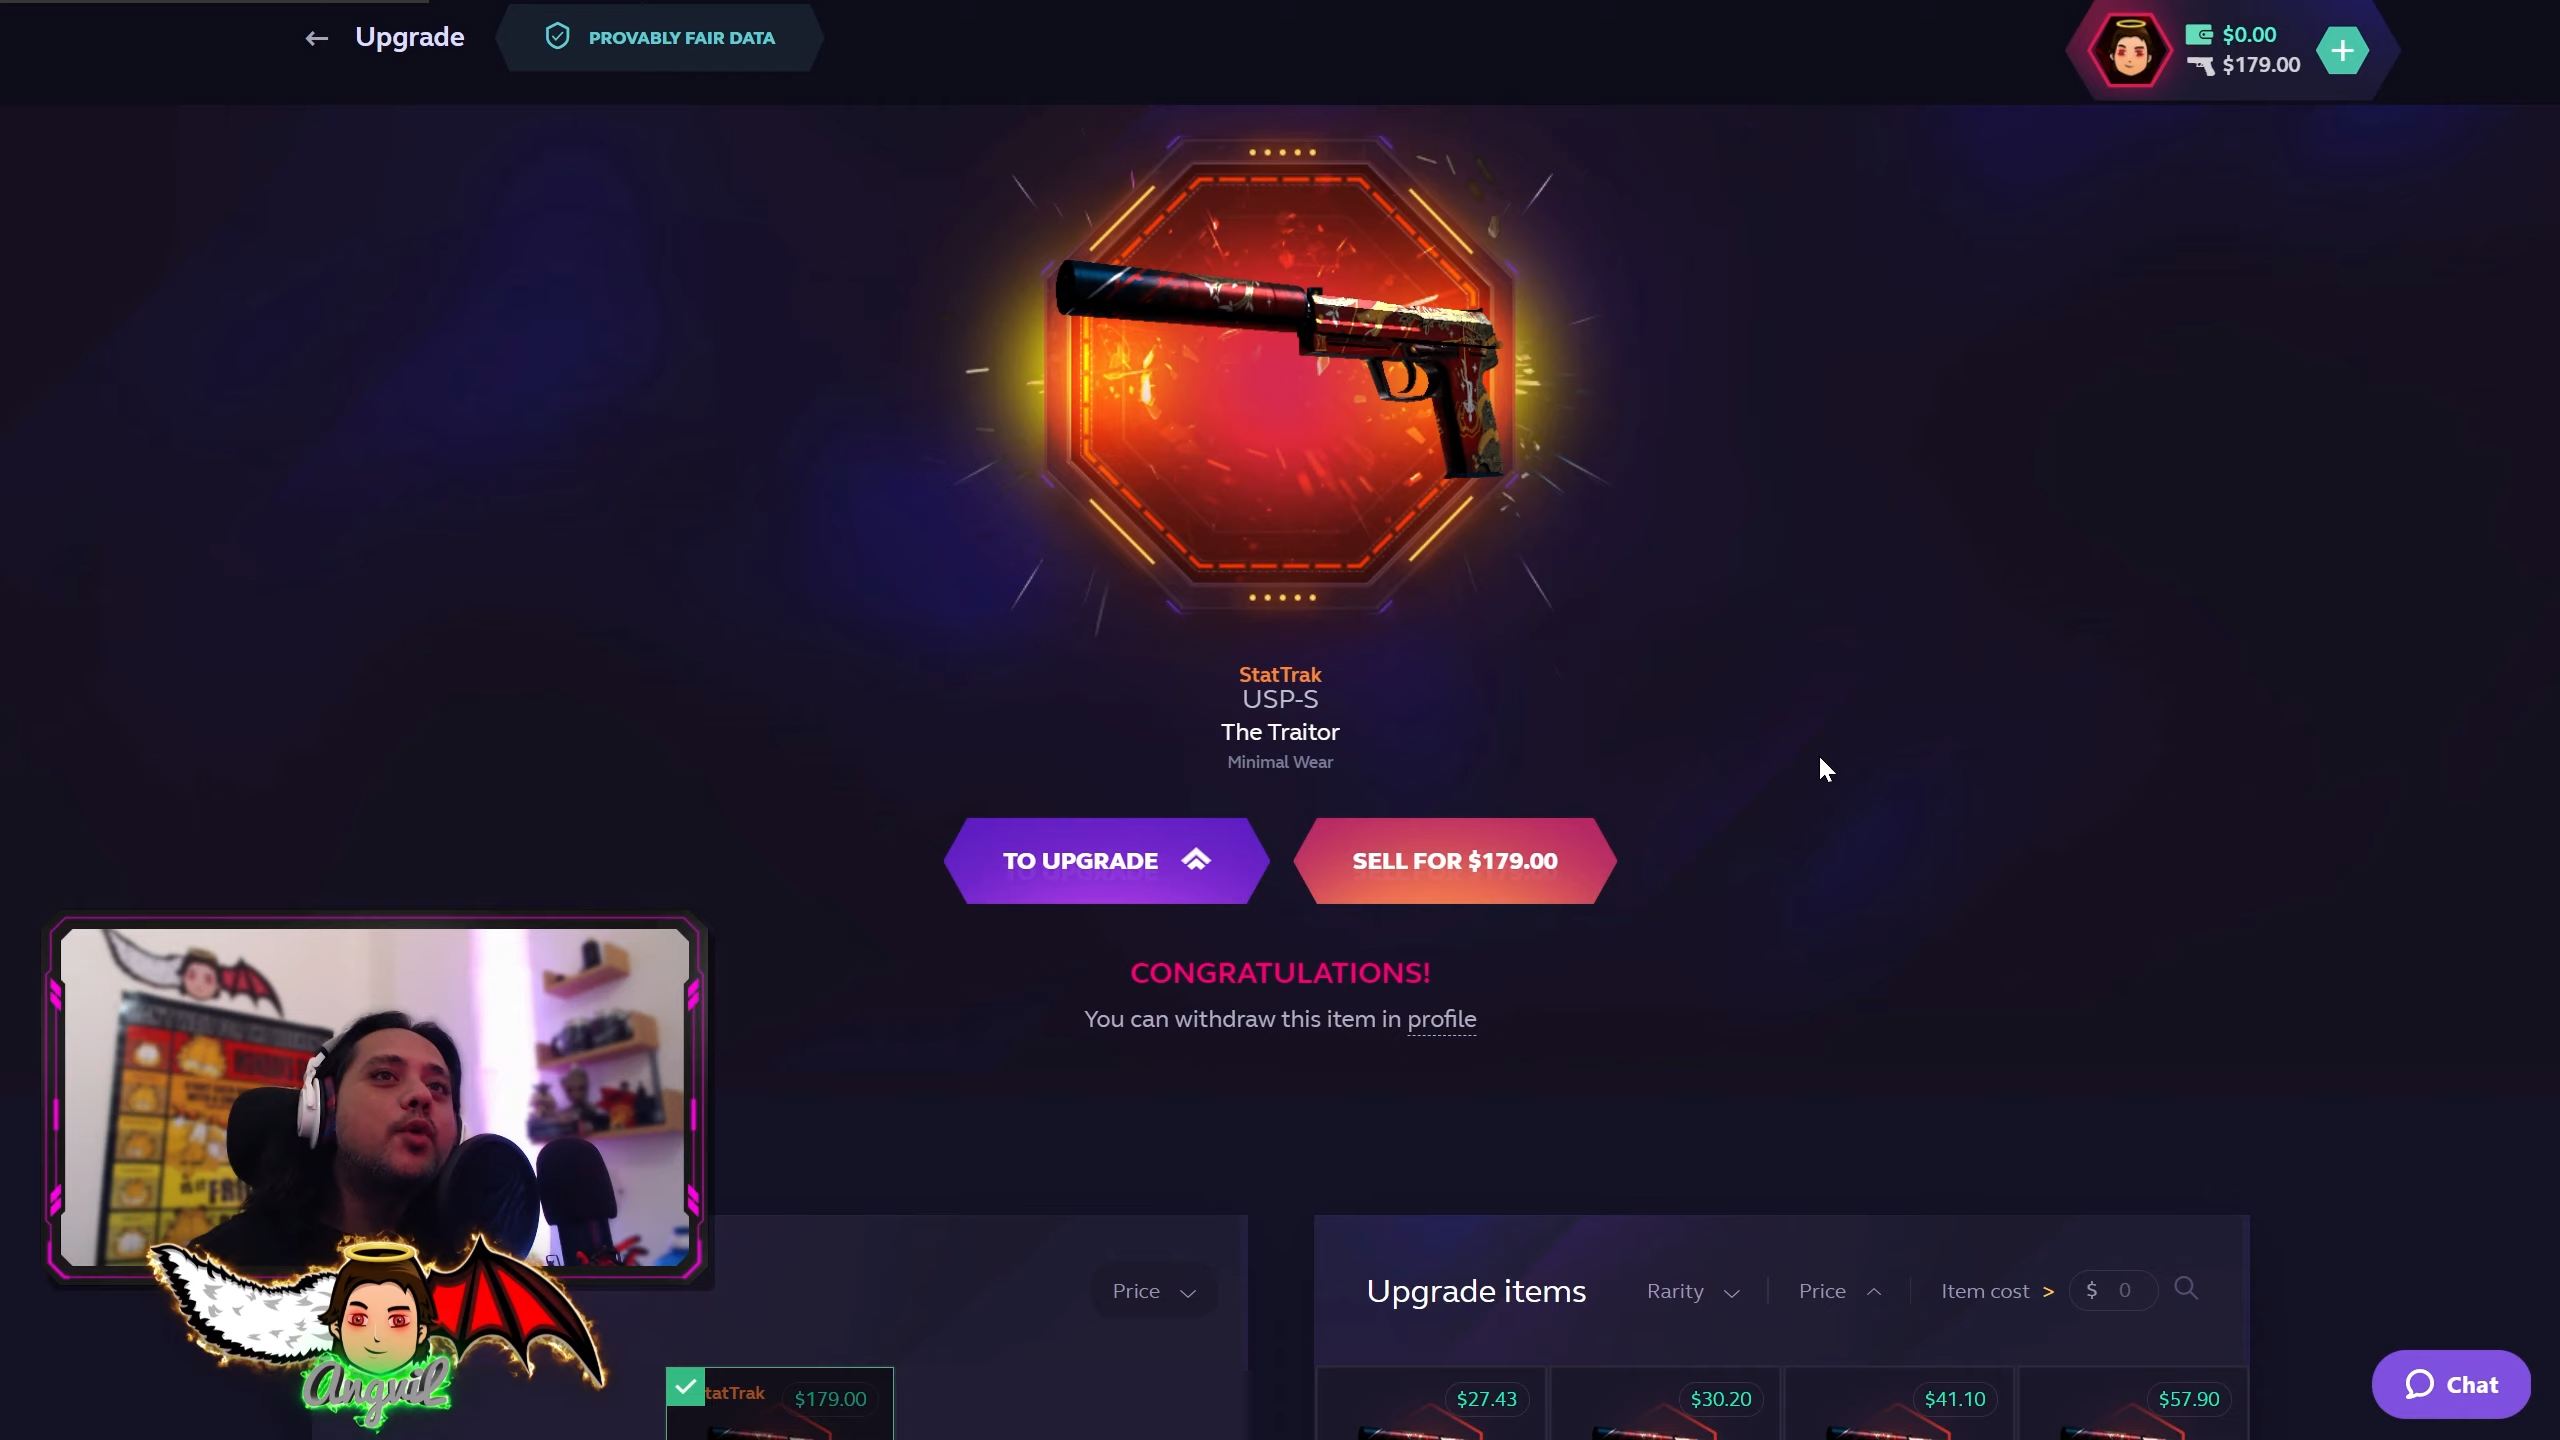 Upgrade
PROVABLY FAIR DATA
$0.00
$179.00
StatTrak
USP-S
The Traitor
Minimal Wear
TO UPGRADE
SELL FOR $179.00
CONGRATULATIONS!
You can withdraw this item in profile
Price
Upgrade items
Rarity
Price
Item cost >
$ 0
tatTrak
$179.00
$27.43
$30.20
$41.10
$57.90
Angvil
Chat